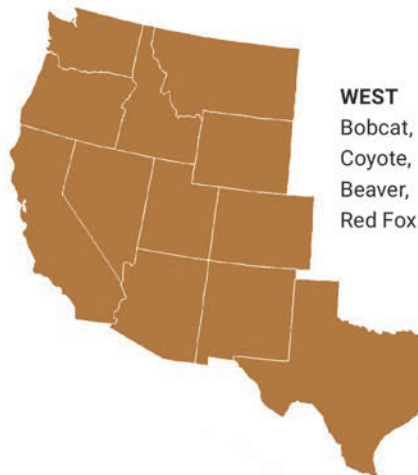 WEST
Bobcat,
Coyote,
Beaver,
Red Fox